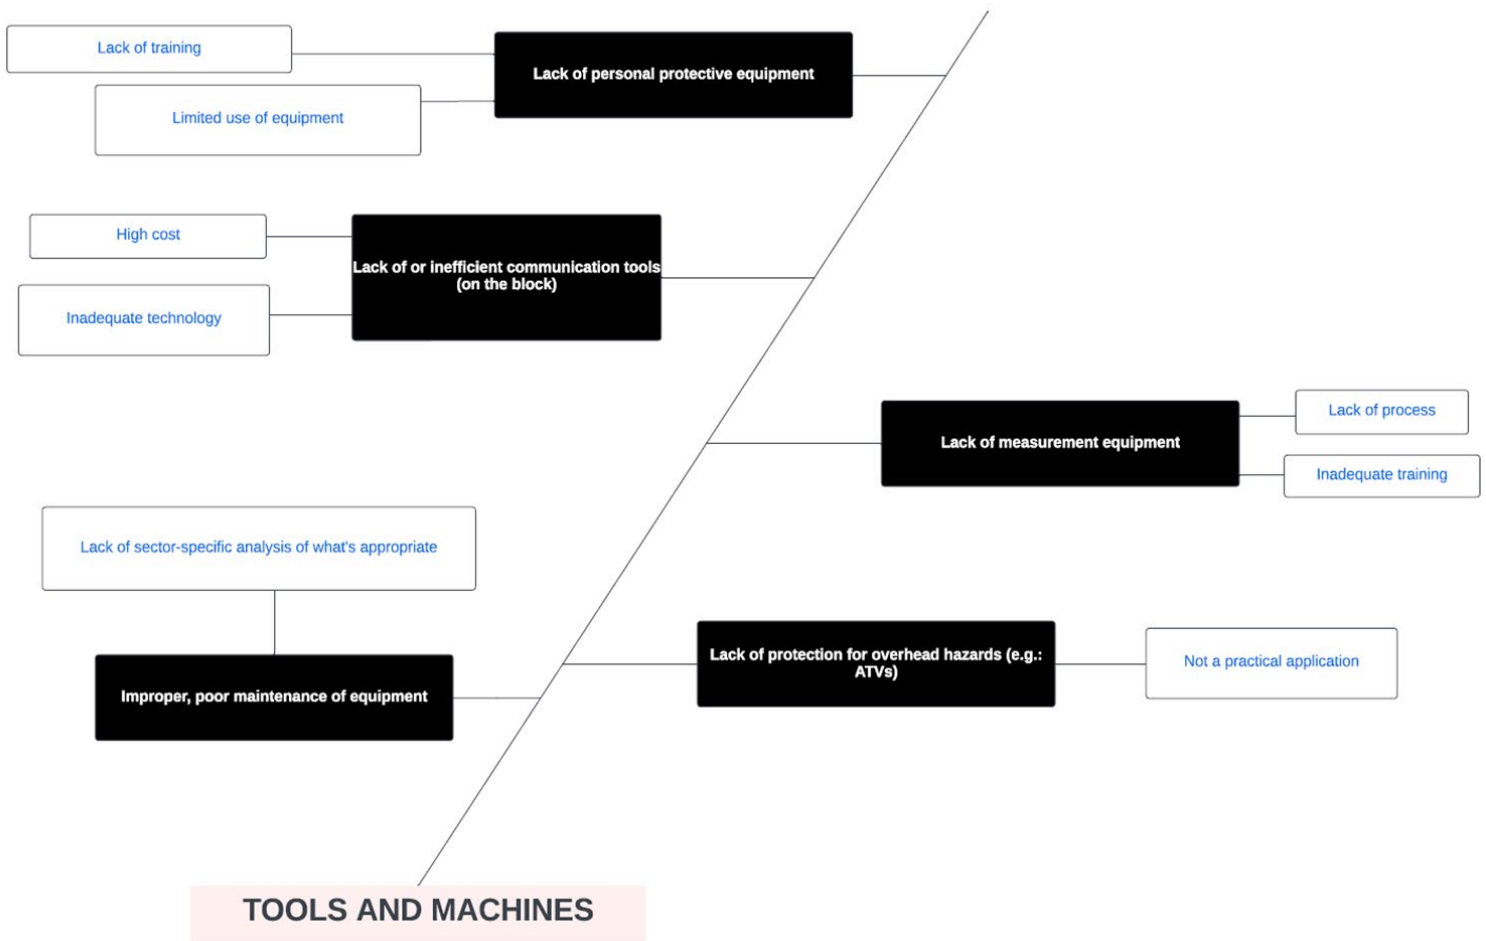 Lack of training
Lack of personal protective equipment
Limited use of equipment
High cost
Lack of or inefficient communication tools
(on the block)
Inadequate technology
Lack of process
Lack of measurement equipment
Inadequate training
Lack of sector-specific analysis of what's appropriate
Lack of protection for overhead hazards (e.g.:
ATVs)
Not a practical application
Improper, poor maintenance of equipment
TOOLS AND MACHINES